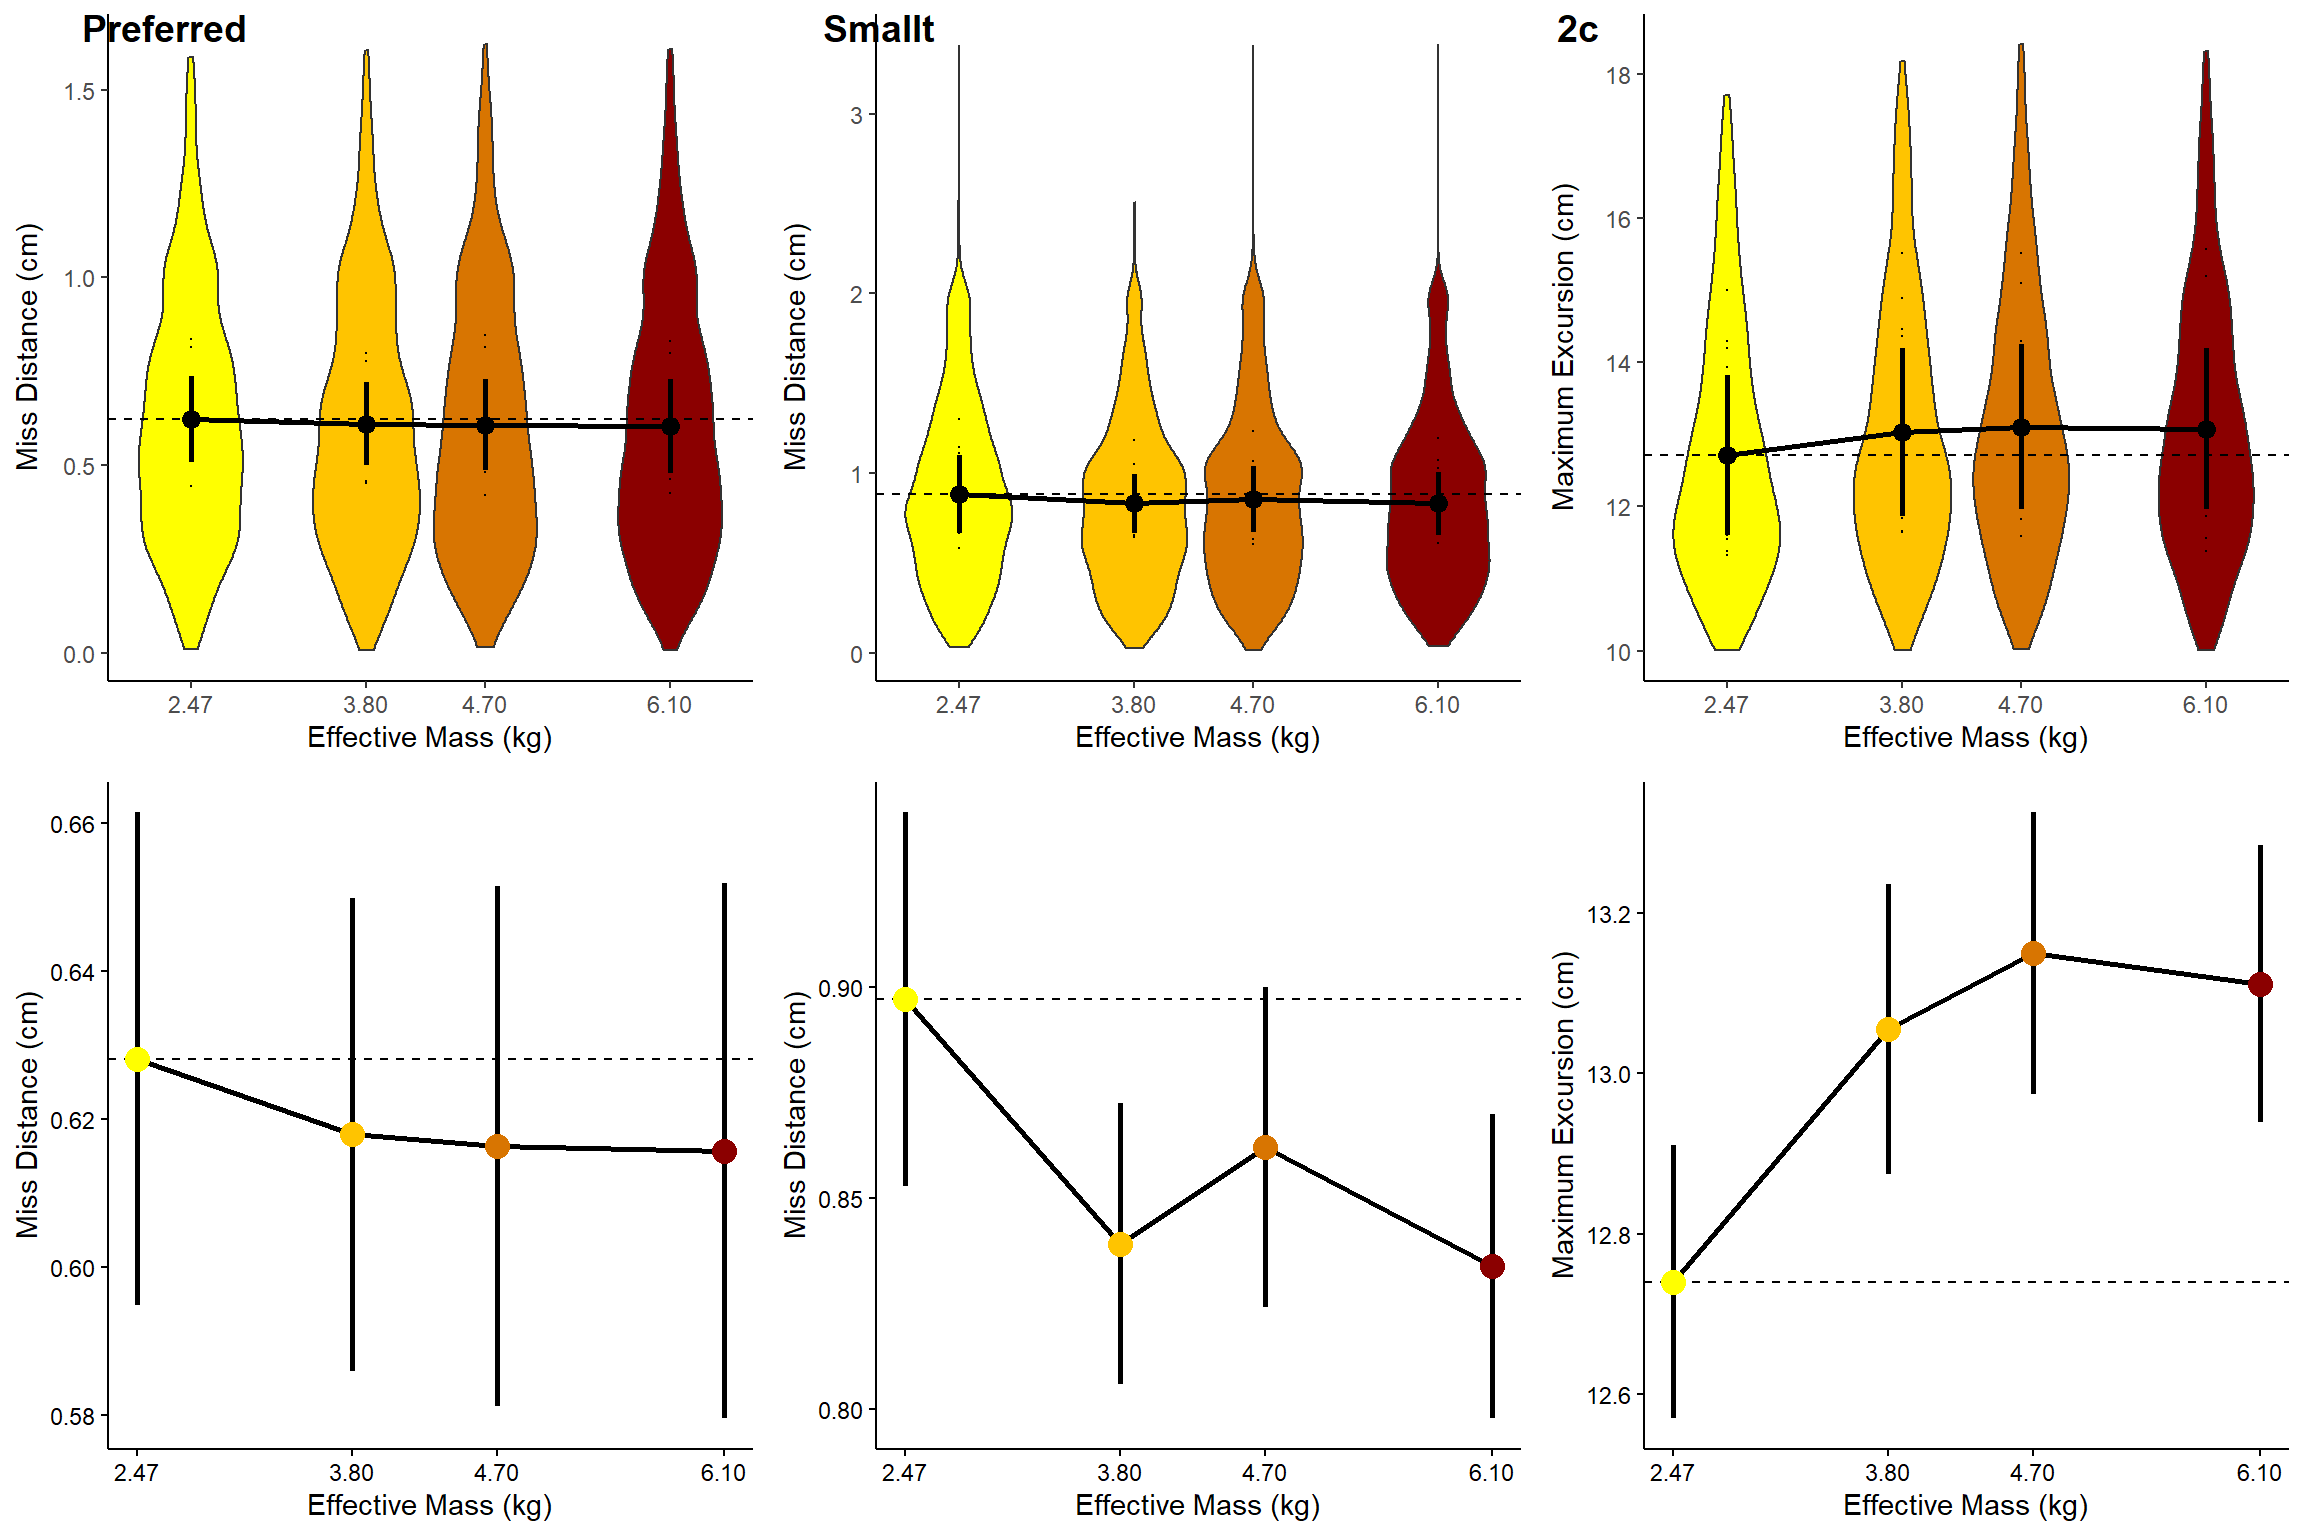 Preferred
Smallt
2c
Miss Distance (cm)
1.5
1.0
0.5
0.0
2.47 3.80 4.70 6.10
Effective Mass (kg)
Miss Distance (cm)
3
2
1
0
2.47 3.80 4.70 6.10
Effective Mass (kg)
Maximum Excursion (cm)
18
16
14
12
10
2.47 3.80 4.70 6.10
Effective Mass (kg)
Miss Distance (cm)
0.66
0.64
0.62
0.60
0.58
2.47 3.80 4.70 6.10
Effective Mass (kg)
Miss Distance (cm)
0.90
0.85
0.80
2.47 3.80 4.70 6.10
Effective Mass (kg)
Maximum Excursion (cm)
13.2
13.0
12.8
12.6
2.47 3.80 4.70 6.10
Effective Mass (kg)